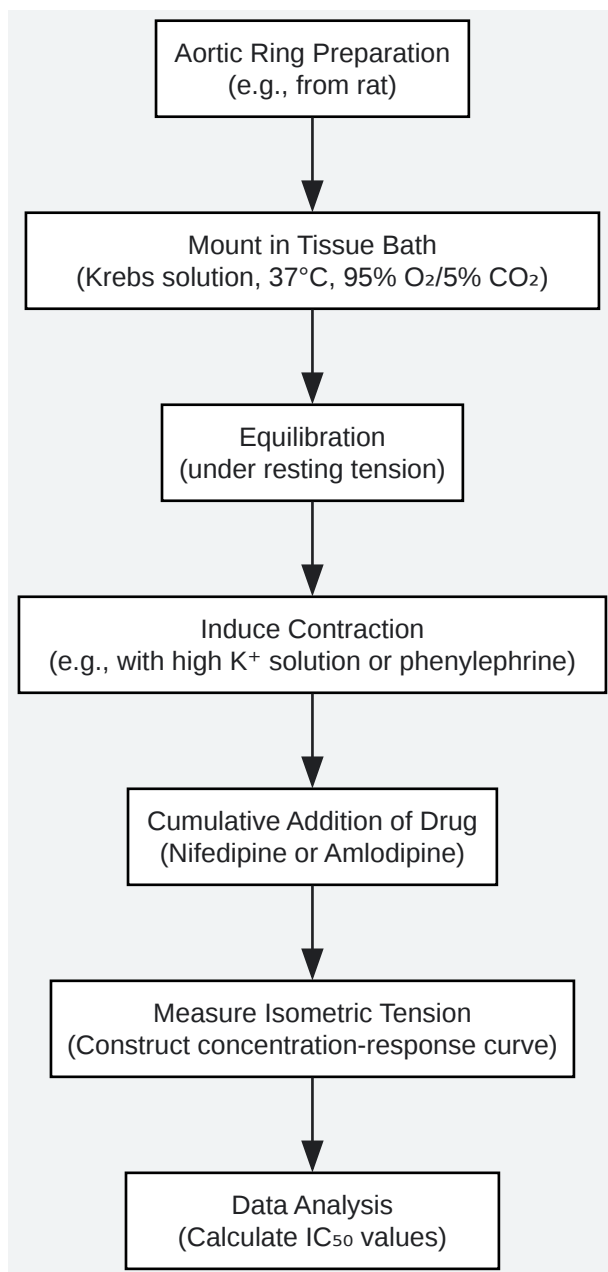 Aortic Ring Preparation
(e.g., from rat)
Mount in Tissue Bath
(Krebs solution, 37°C, 95% O₂/5% CO₂)
Equilibration
(under resting tension)
Induce Contraction
(e.g., with high K⁺ solution or phenylephrine)
Cumulative Addition of Drug
(Nifedipine or Amlodipine)
Measure Isometric Tension
(Construct concentration-response curve)
Data Analysis
(Calculate IC₅₀ values)